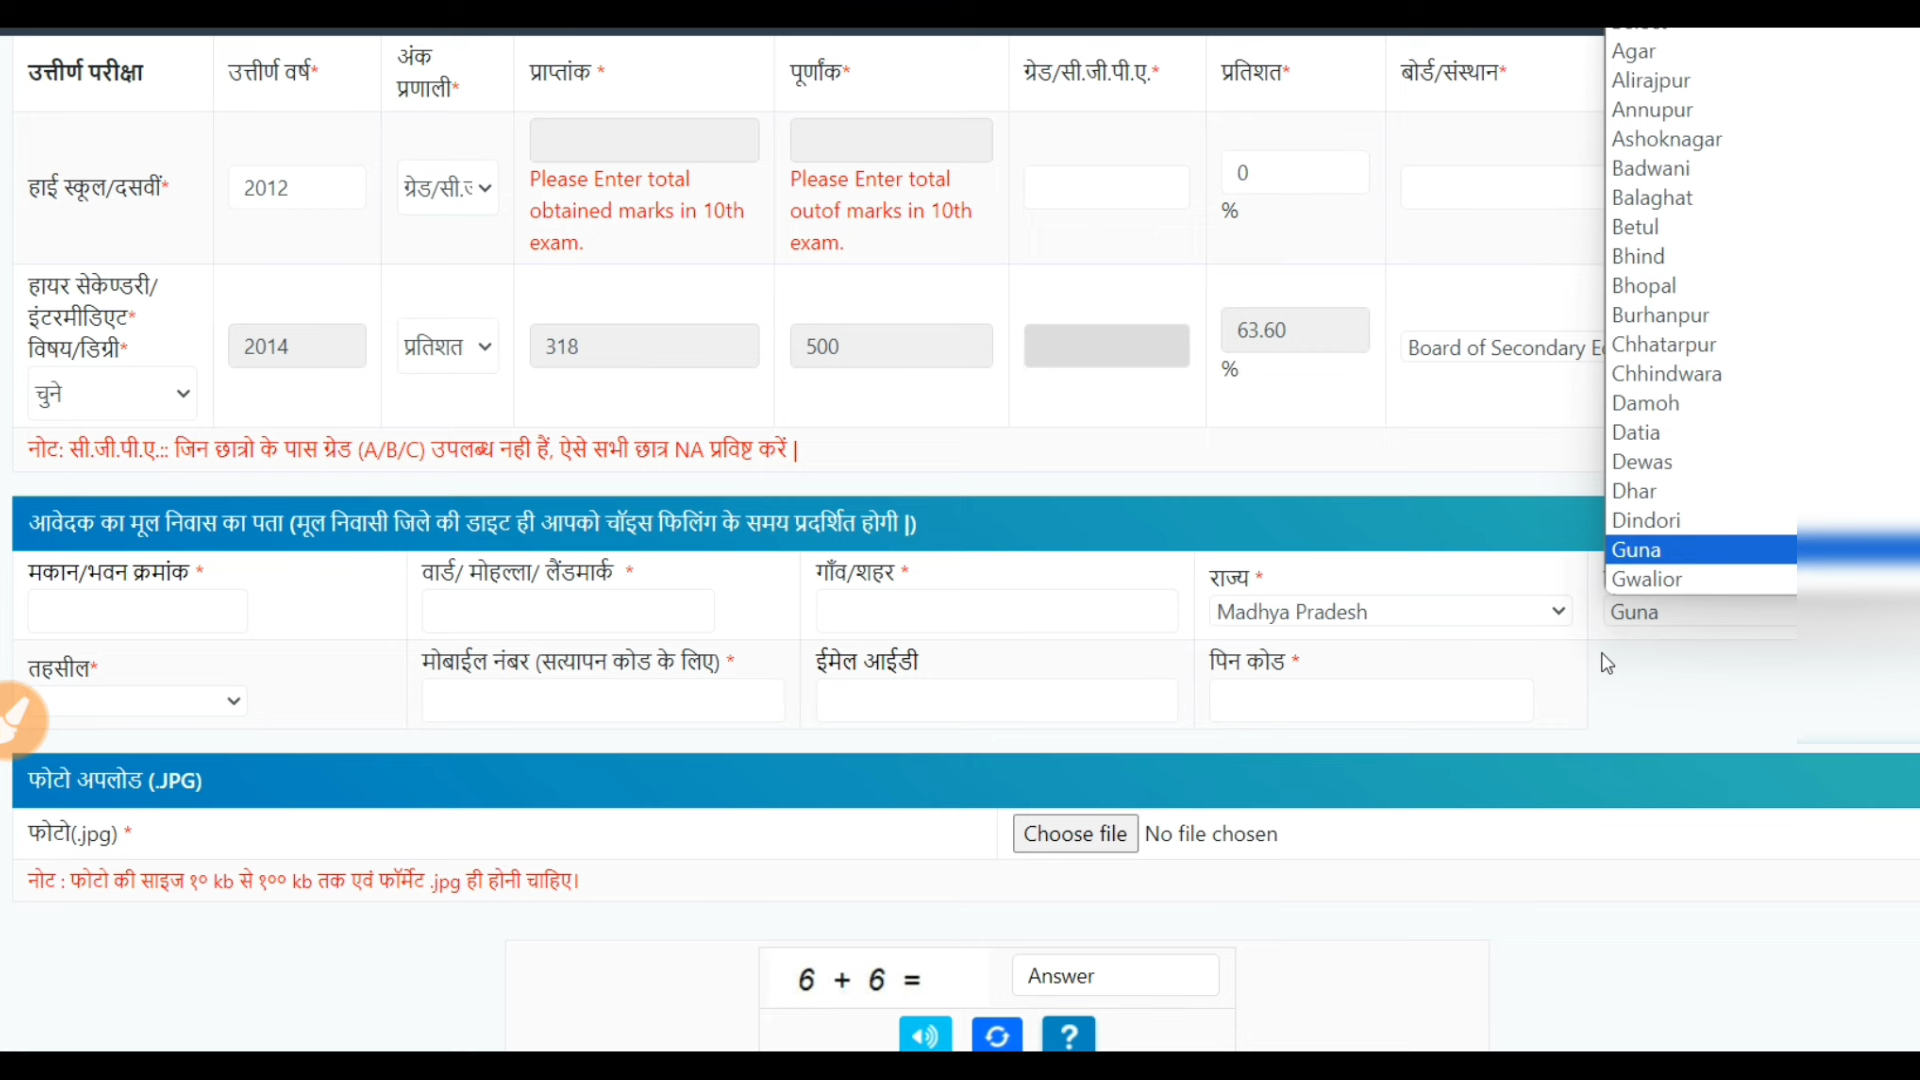 उत्तीर्ण परीक्षा
उत्तीर्ण वर्ष*
अंक
प्रणाली*
प्राप्तांक *
पूर्णांक*
ग्रेड/सी.जी.पी.ए.*
प्रतिशत*
बोर्ड/संस्थान*
हाई स्कूल/दसवीं*
2012
ग्रेड/सी.ज
Please Enter total
obtained marks in 10th
exam.
Please Enter total
outof marks in 10th
exam.
0
%
हायर सेकेण्डरी/
इंटरमीडिएट*
विषय/डिग्री*
चुने
2014
प्रतिशत
318
500
63.60
%
Board of Secondary
नोट: सी.जी.पी.ए.:: जिन छात्रो के पास ग्रेड (A/B/C) उपलब्ध नही हैं, ऐसे सभी छात्र NA प्रविष्ट करें |
Agar
Alirajpur
Annupur
Ashoknagar
Badwani
Balaghat
Betul
Bhind
Bhopal
Burhanpur
Chhatarpur
Chhindwara
Damoh
Datia
Dewas
Dhar
Dindori
Guna
Gwalior
आवेदक का मूल निवास का पता (मूल निवासी जिले की डाइट ही आपको चॉइस फिलिंग के समय प्रदर्शित होगी |)
मकान/भवन क्रमांक *
वार्ड/ मोहल्ला/ लैंडमार्क *
गाँव/शहर *
राज्य *
Madhya Pradesh
Guna
तहसील*
मोबाईल नंबर (सत्यापन कोड के लिए) *
ईमेल आईडी
पिन कोड *
फोटो अपलोड (.JPG)
फोटो(.jpg) *
Choose file No file chosen
नोट : फोटो की साइज १० kb से १०० kb तक एवं फॉर्मेट .jpg ही होनी चाहिए।
6 + 6 =
Answer
?